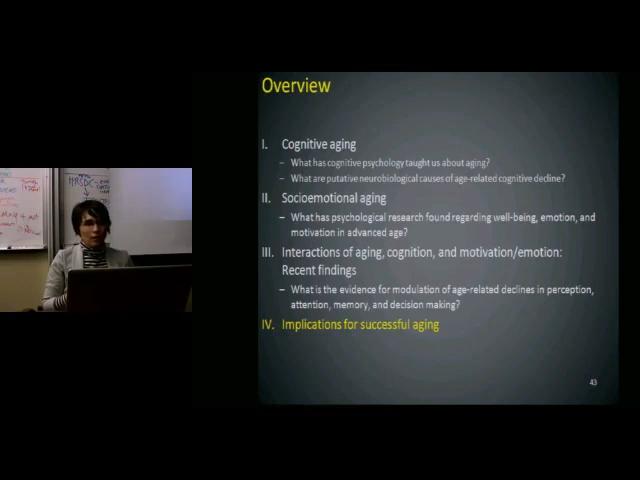 Overview
I. Cognitive aging
– What has cognitive psychology taught us about aging?
– What are putative neurobiological causes of age-related cognitive decline?
II. Socioemotional aging
– What has psychological research found regarding well-being, emotion, and
motivation in advanced age?
III. Interactions of aging, cognition, and motivation/emotion:
Recent findings
– What is the evidence for modulation of age-related declines in perception,
attention, memory, and decision making?
IV. Implications for successful aging
43
HRSDC